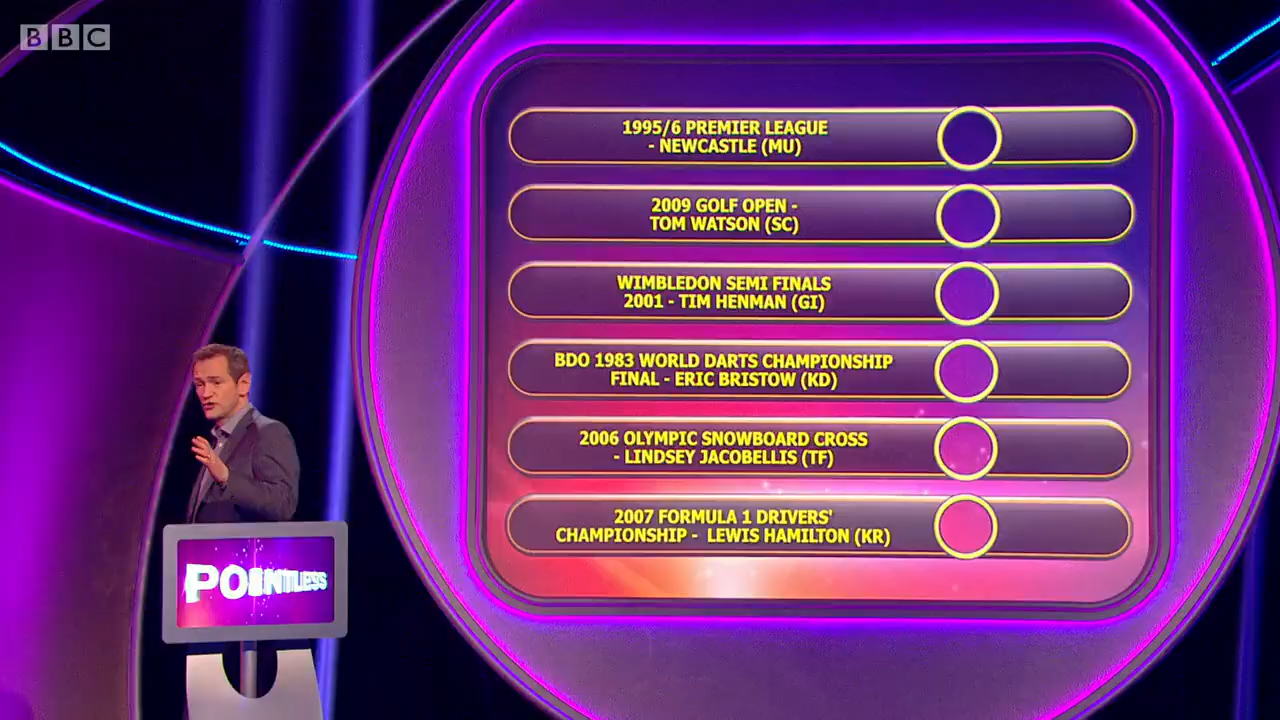 BBC
1995/6 PREMIER LEAGUE
- NEWCASTLE (MU)
2009 GOLF OPEN -
TOM WATSON (SC)
WIMBLEDON SEMI FINALS
2001 - TIM HENMAN (GI)
BDO 1983 WORLD DARTS CHAMPIONSHIP
FINAL - ERIC BRISTOW (KD)
2006 OLYMPIC SNOWBOARD CROSS
- LINDSEY JACOBELLIS (TF)
2007 FORMULA 1 DRIVERS'
CHAMPIONSHIP - LEWIS HAMILTON (KR)
POINTLESS